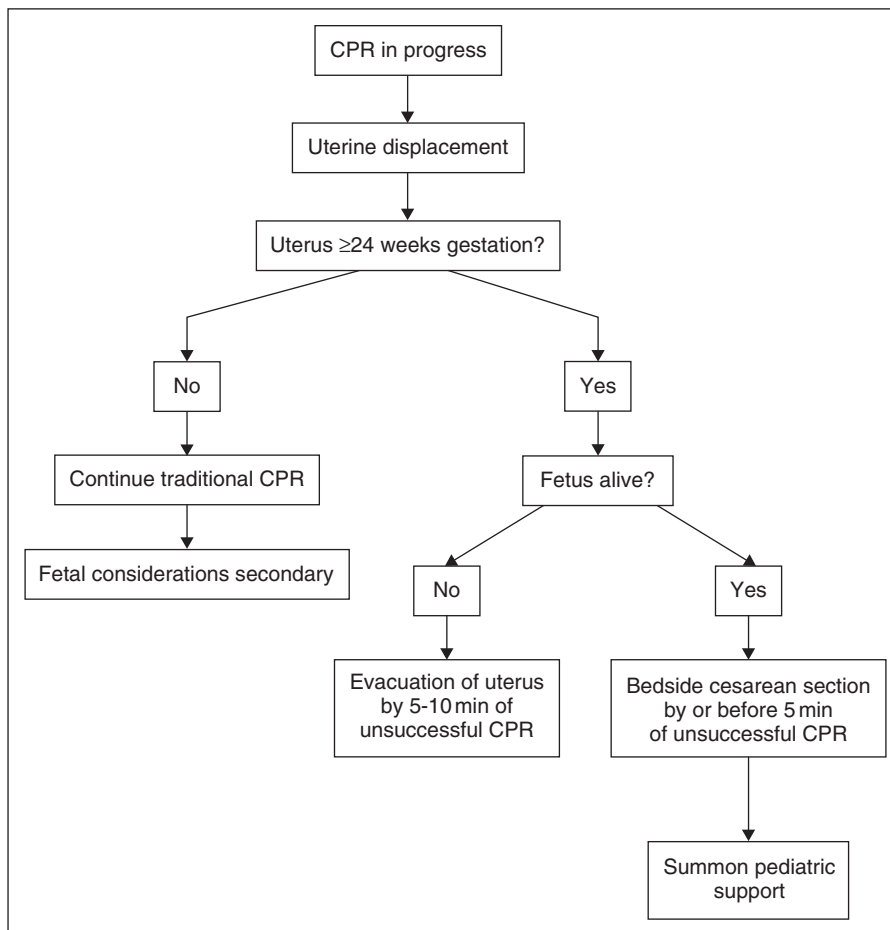 CPR in progress
Uterine displacement
Uterus ≥24 weeks gestation?
No
Yes
Continue traditional CPR
Fetus alive?
Fetal considerations secondary
No
Yes
Evacuation of uterus
by 5-10 min of
unsuccessful CPR
Bedside cesarean section
by or before 5 min
of unsuccessful CPR
Summon pediatric
support